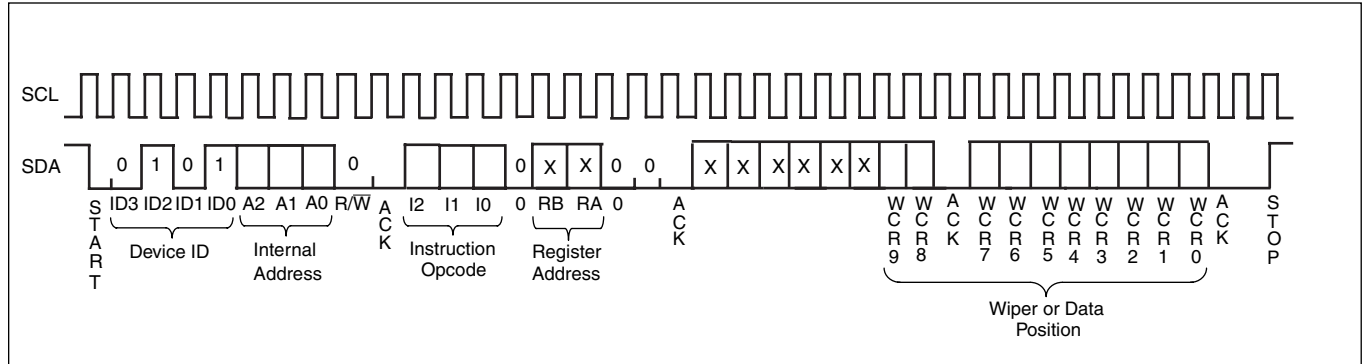 SCL
SDA
0 1 0 1 0 0 X X 0 0 X X X X X X
START ID3 ID2 ID1 ID0 A2 A1 A0 R/W̅ ACK I2 I1 I0 0 RB RA 0 ACK WCR9 WCR8 ACK WCR7 WCR6 WCR5 WCR4 WCR3 WCR2 WCR1 WCR0 ACK STOP
Device ID
Internal
Address
Instruction
Opcode
Register
Address
Wiper or Data
Position